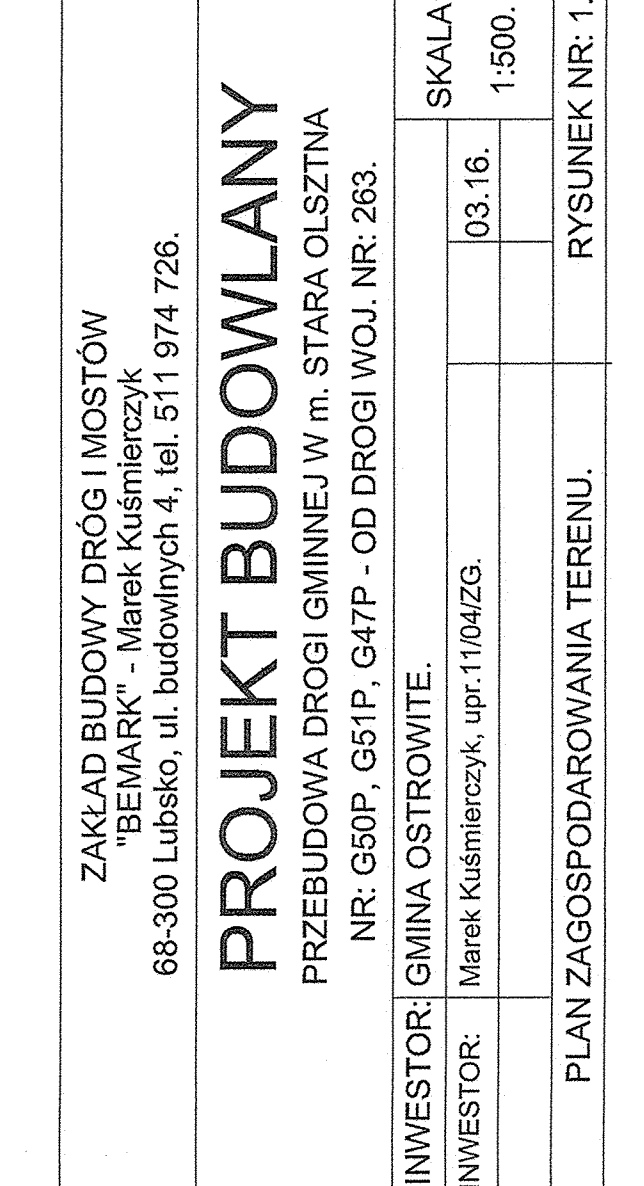 ZAKŁAD BUDOWY DRÓG I MOSTÓW
"BEMARK" - Marek Kuśmierczyk
68-300 Lubsko, ul. budowlnych 4, tel. 511 974 726.
PROJEKT BUDOWLANY
PRZEBUDOWA DROGI GMINNEJ W m. STARA OLSZTNA
NR: G50P, G51P, G47P - OD DROGI WOJ. NR: 263.
INWESTOR: GMINA OSTROWITE.
SKALA
1:500.
INWESTOR: Marek Kuśmierczyk, upr.11/04/ZG. 03.16.
PLAN ZAGOSPODAROWANIA TERENU. RYSUNEK NR: 1.